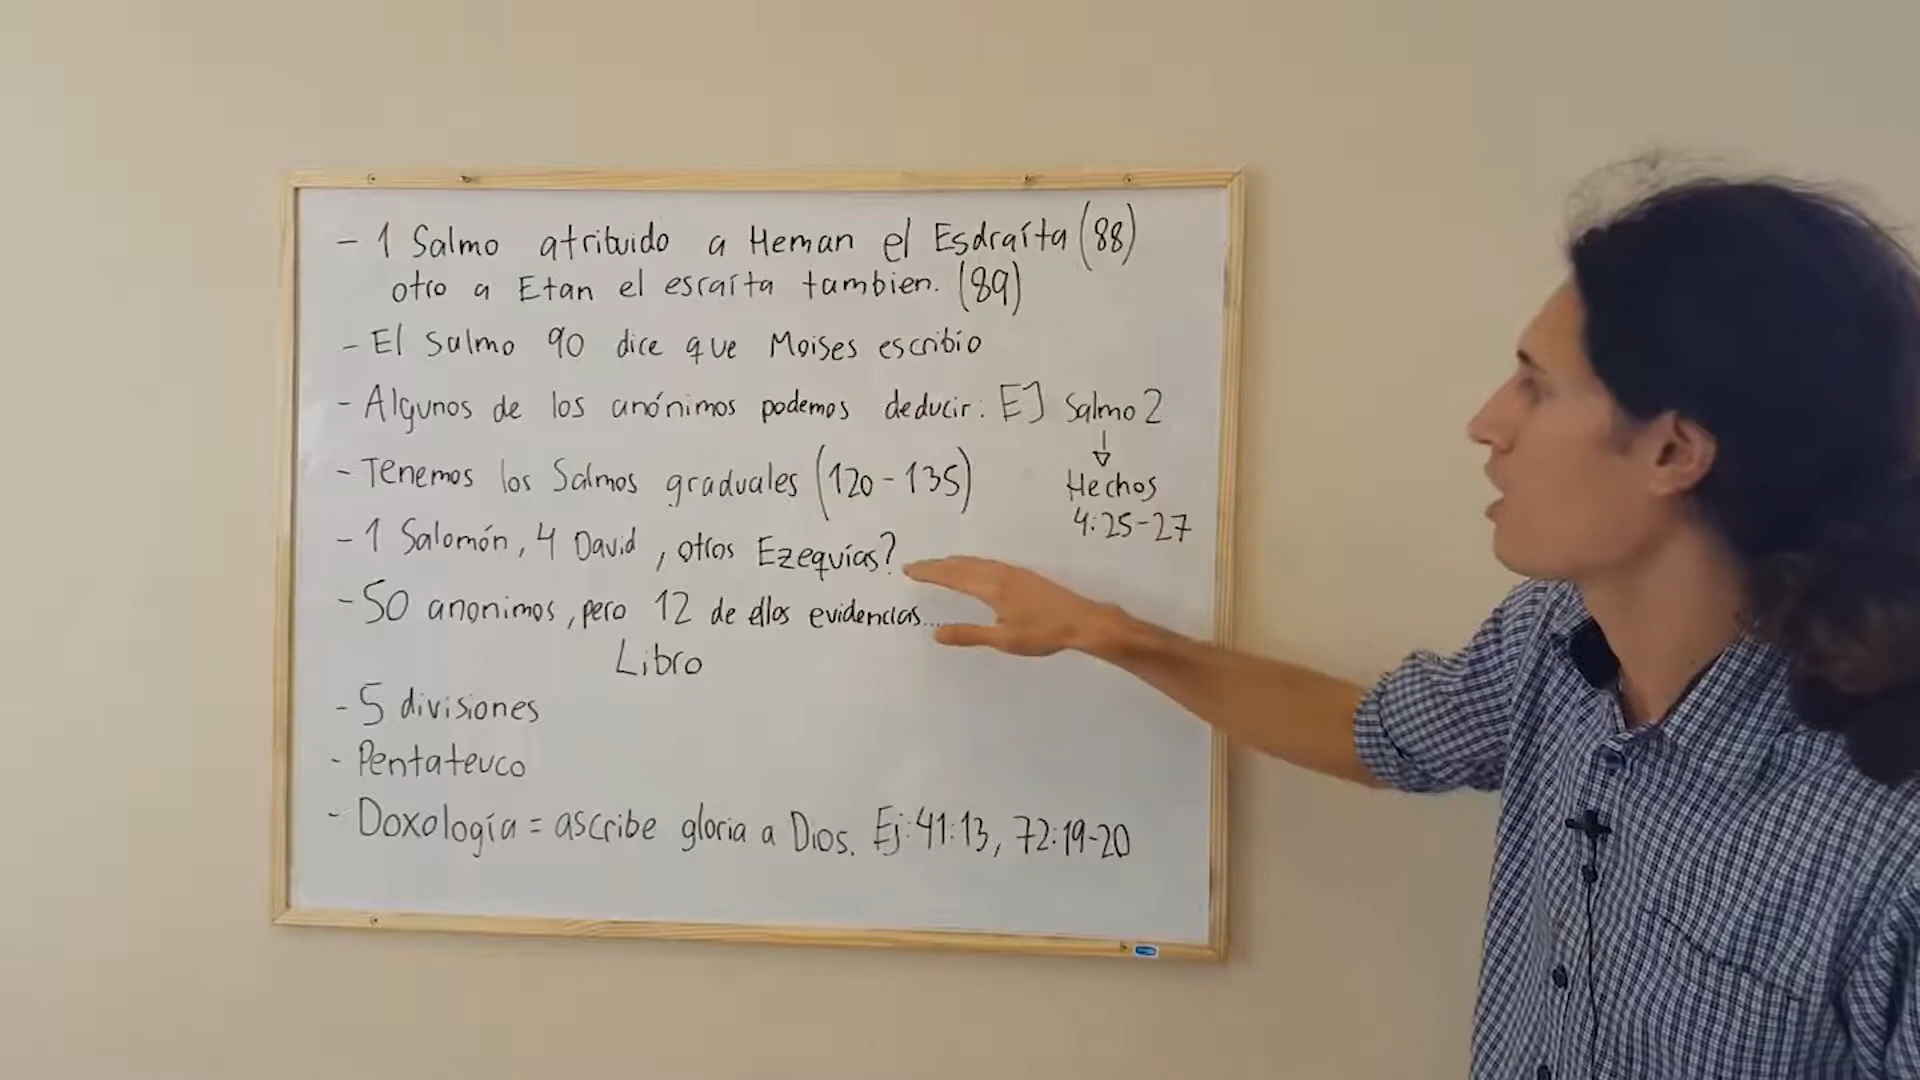 - 1 Salmo atribuido a Heman el Esdraíta (88)
otro a Etan el escraíta tambien. (89)
- El Salmo 90 dice que Moises escribio
- Algunos de los anónimos podemos deducir: EJ Salmo 2
↓
Hechos
4:25-27
- Tenemos los Salmos graduales (120-135)
- 1 Salomón, 4 David, otros Ezequías?
- 50 anonimos, pero 12 de ellos evidencias...
Libro
- 5 divisiones
- Pentateuco
- Doxología = ascribe gloria a Dios. Ej: 41:13, 72:19-20